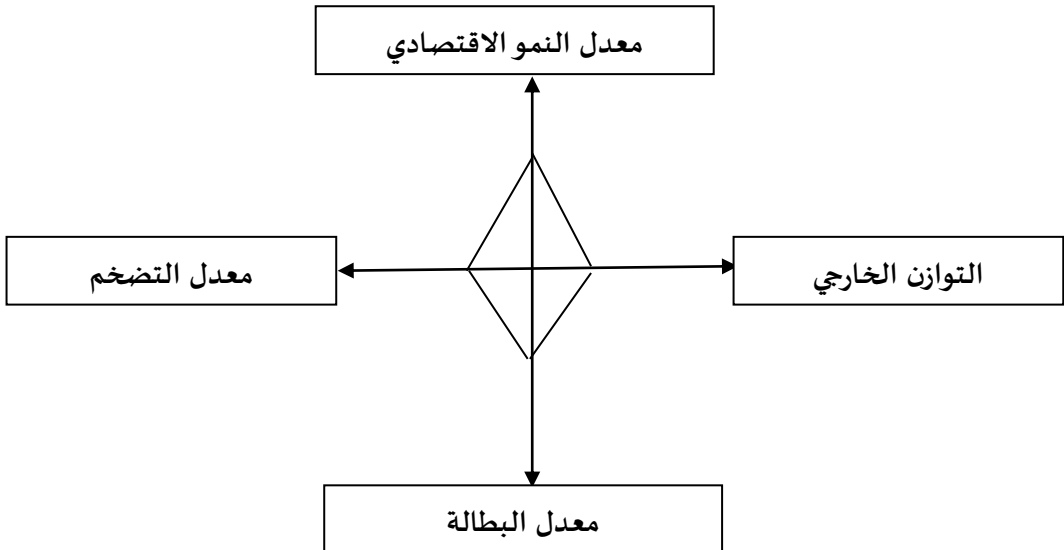 معدل النمو الاقتصادي
التوازن الخارجي
معدل التضخم
معدل البطالة